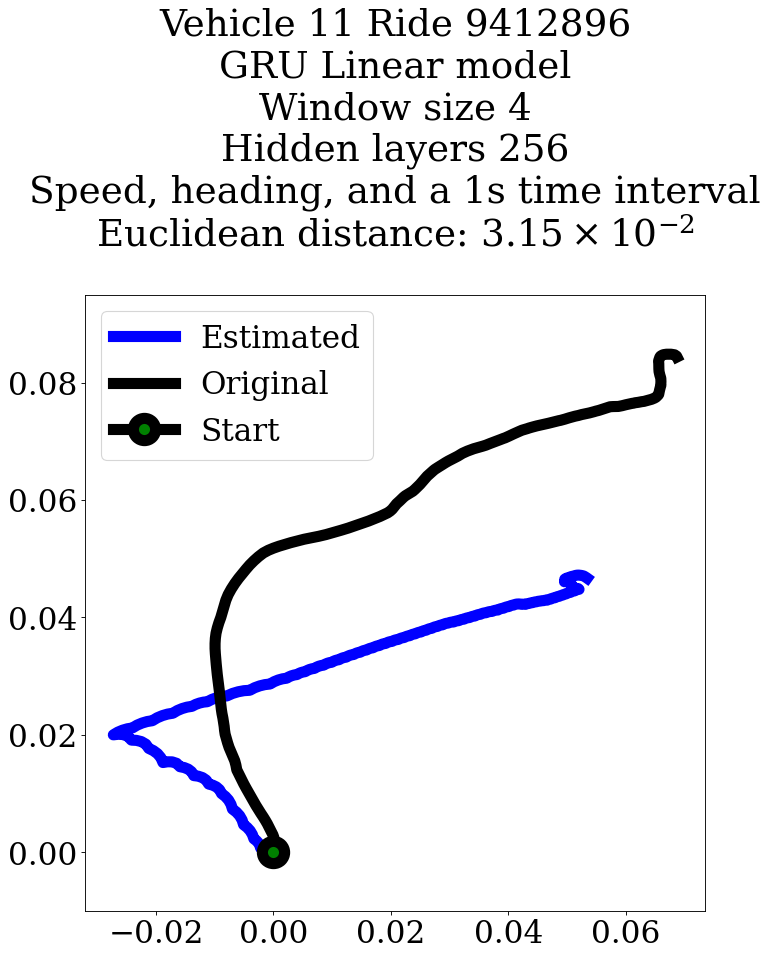 Vehicle 11 Ride 9412896
GRU Linear model
Window size 4
Hidden layers 256
Speed, heading, and a 1s time interval
Euclidean distance: 3.15 × 10⁻²
Estimated
Original
Start
0.08
0.06
0.04
0.02
0.00
−0.02 0.00 0.02 0.04 0.06